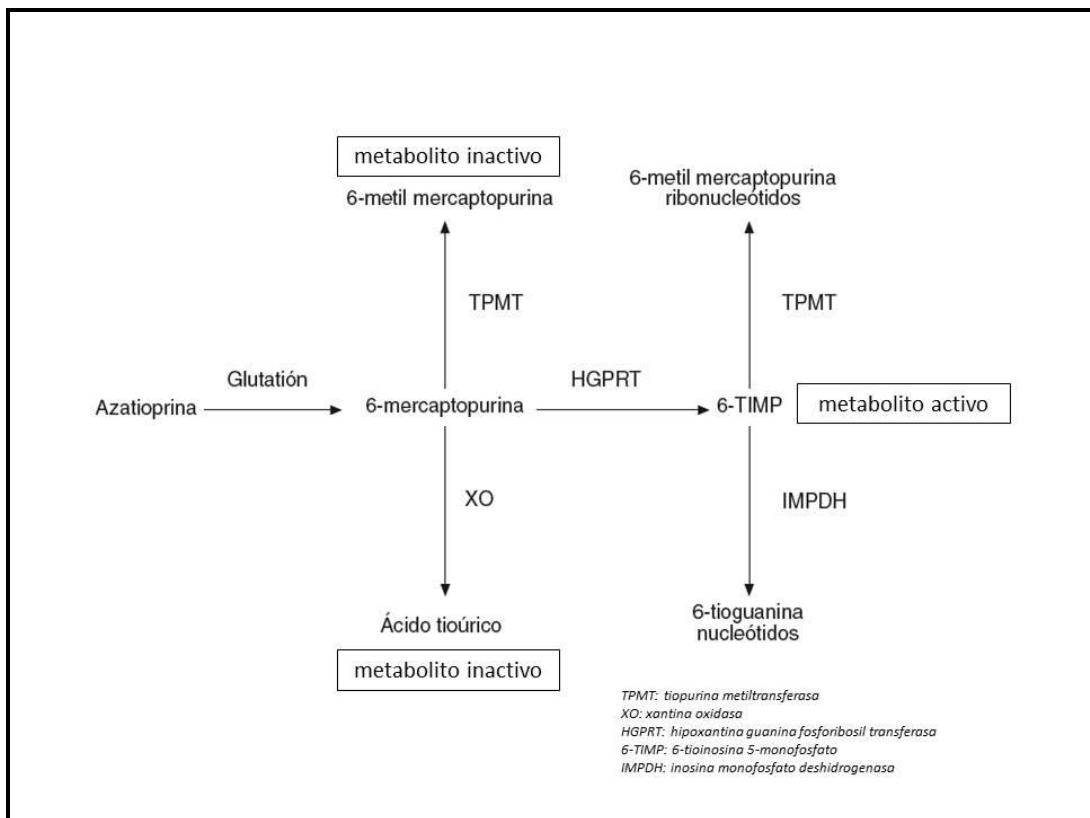 metabolito inactivo
6-metil mercaptopurina
6-metil mercaptopurina
ribonucleótidos
TPMT
TPMT
Glutatión
HGPRT
Azatioprina
6-mercaptopurina
6-TIMP
metabolito activo
XO
IMPDH
Ácido tioúrico
6-tioguanina
nucleótidos
metabolito inactivo
TPMT: tiopurina metiltransferasa
XO: xantina oxidasa
HGPRT: hipoxantina guanina fosforibosil transferasa
6-TIMP: 6-tioinosina 5-monofosfato
IMPDH: inosina monofosfato deshidrogenasa